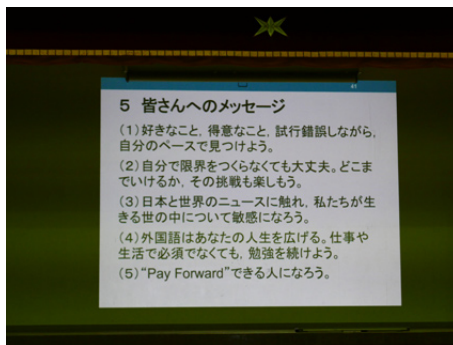 5 皆さんへのメッセージ
(1)好きなこと,得意なこと,試行錯誤しながら,
自分のペースで見つけよう。
(2)自分で限界をつくらなくても大丈夫。どこま
でいけるか,その挑戦も楽しもう。
(3)日本と世界のニュースに触れ,私たちが生
きる世の中について敏感になろう。
(4)外国語はあなたの人生を広げる。仕事や
生活で必須でなくても,勉強を続けよう。
(5)“Pay Forward”できる人になろう。